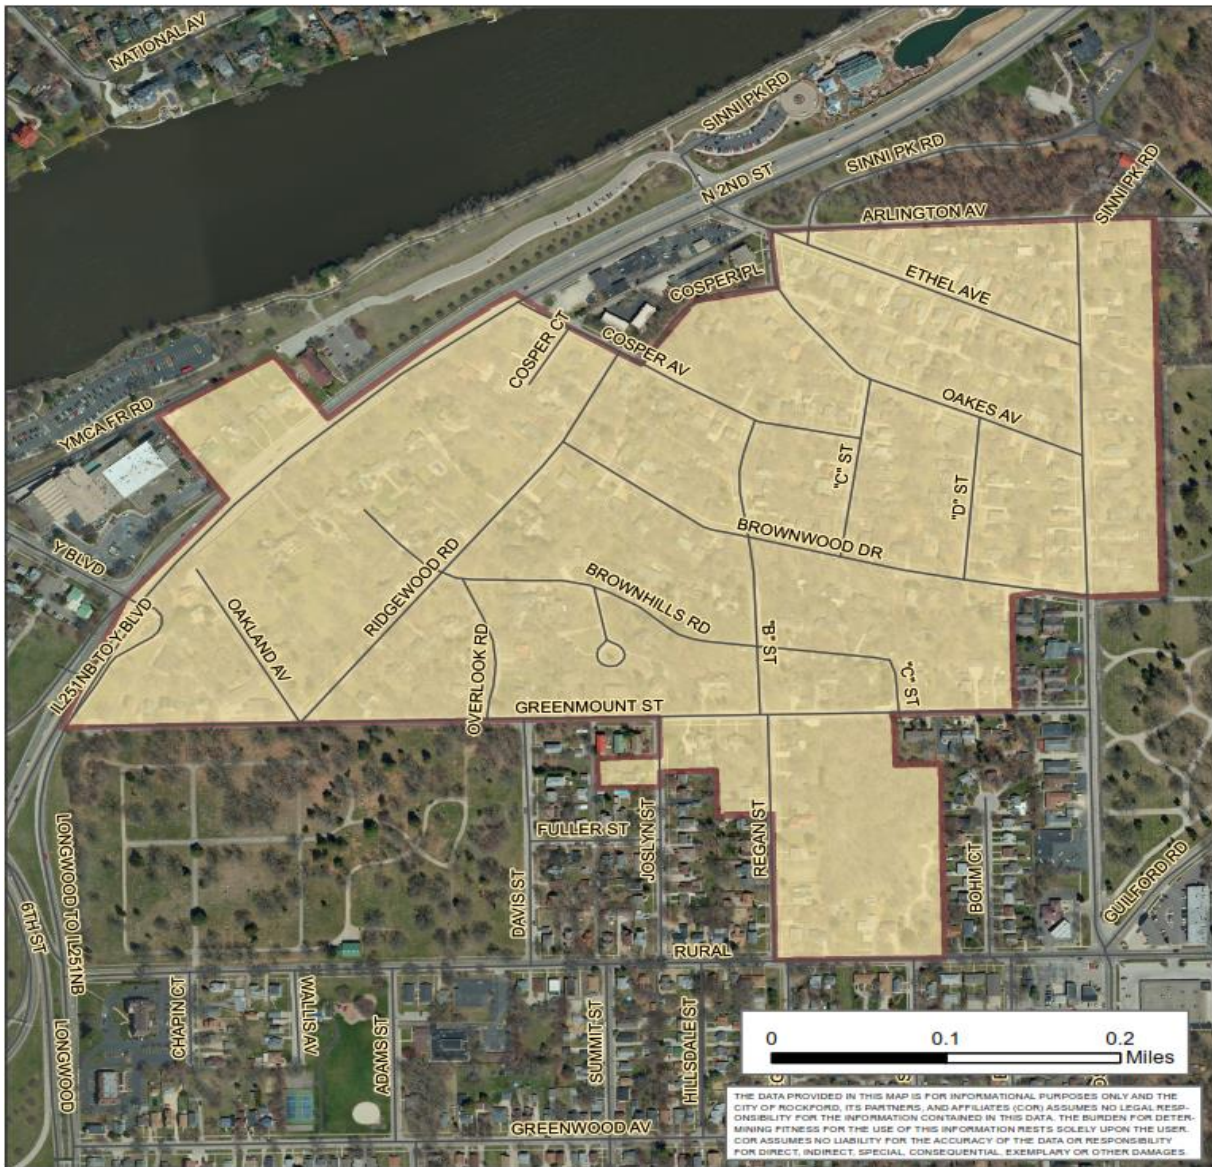 NATIONAL AV
SINNI PK RD
N 2ND ST
SINNI PK RD
SINNI PK RD
ARLINGTON AV
COSPER PL
ETHEL AVE
COSPER CT
COSPER AV
OAKES AV
YMCA FR RD
"C" ST
"D" ST
Y BLVD
BROWNWOOD DR
RIDGEWOOD RD
BROWNHILLS RD
OAKLAND AV
IL251NB TO Y BLVD
OVERLOOK RD
"B" ST
"C" ST
GREENMOUNT ST
LONGWOOD TO IL251NB
FULLER ST
JOSLYN ST
REGAN ST
DAVIS ST
BOHM CT
GUILFORD RD
6TH ST
RURAL
CHAPIN CT
WALLIS AV
ADAMS ST
SUMMIT ST
HILLSDALE ST
LONGWOOD
GREENWOOD AV
0 0.1 0.2
Miles
THE DATA PROVIDED IN THIS MAP IS FOR INFORMATIONAL PURPOSES ONLY AND THE
CITY OF ROCKFORD, ITS PARTNERS, AND AFFILIATES (COR) ASSUMES NO LEGAL RESP-
ONSIBILITY FOR THE INFORMATION CONTAINED IN THIS DATA. THE BURDEN FOR DETER-
MINING FITNESS FOR THE USE OF THIS INFORMATION RESTS SOLELY UPON THE USER.
COR ASSUMES NO LIABILITY FOR THE ACCURACY OF THE DATA OR RESPONSIBILITY
FOR DIRECT, INDIRECT, SPECIAL, CONSEQUENTIAL, EXEMPLARY OR OTHER DAMAGES.